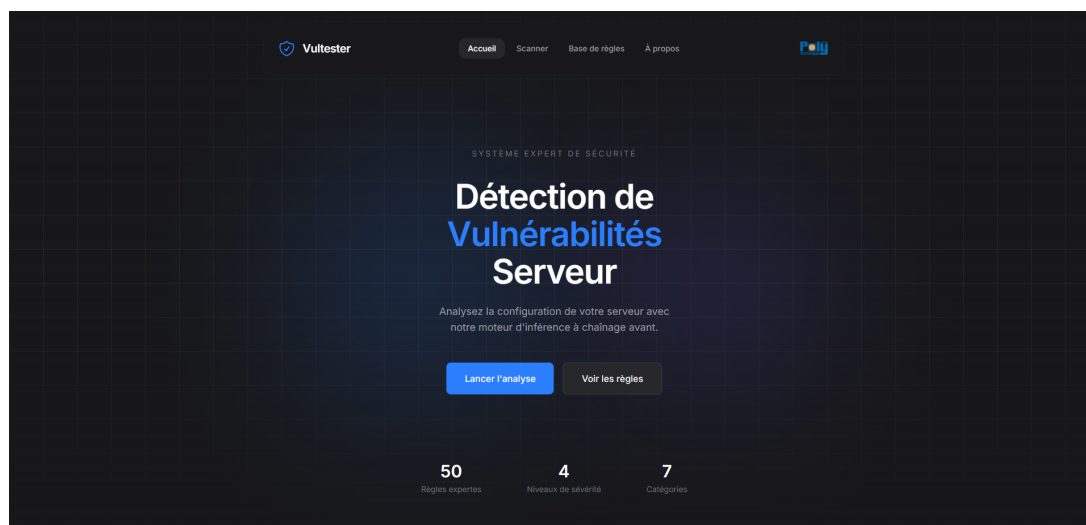 Vultester
Accueil
Scanner
Base de règles
À propos
Polÿ
SYSTÈME EXPERT DE SÉCURITÉ
Détection de
Vulnérabilités
Serveur
Analysez la configuration de votre serveur avec
notre moteur d'inférence à chaînage avant.
Lancer l'analyse
Voir les règles
50
4
7
Règles expertes
Niveaux de sévérité
Catégories